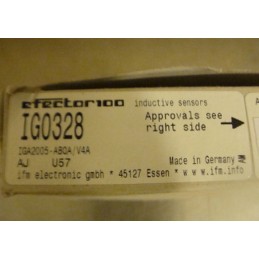 efector100 inductive sensors
IG0328
Approvals see right side
IGA2005-ABOA/V4A
AJ U57
Made in Germany
ifm electronic gmbh * 45127 Essen * www.ifm.info
A